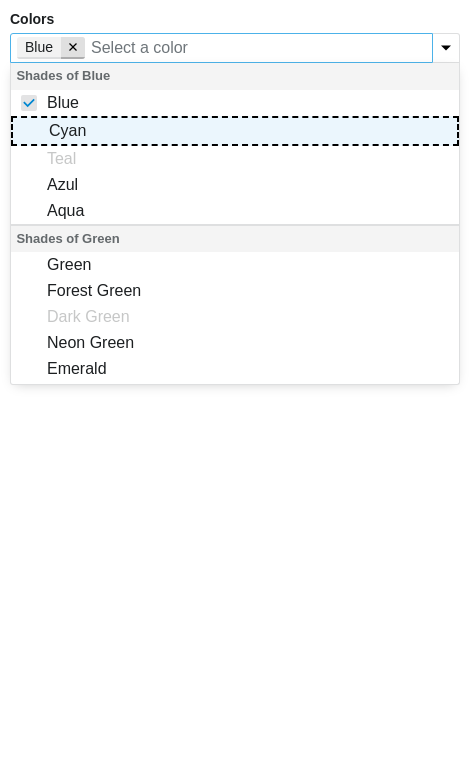 Colors
Blue ✕ Select a color
Shades of Blue
Blue
Cyan
Teal
Azul
Aqua
Shades of Green
Green
Forest Green
Dark Green
Neon Green
Emerald